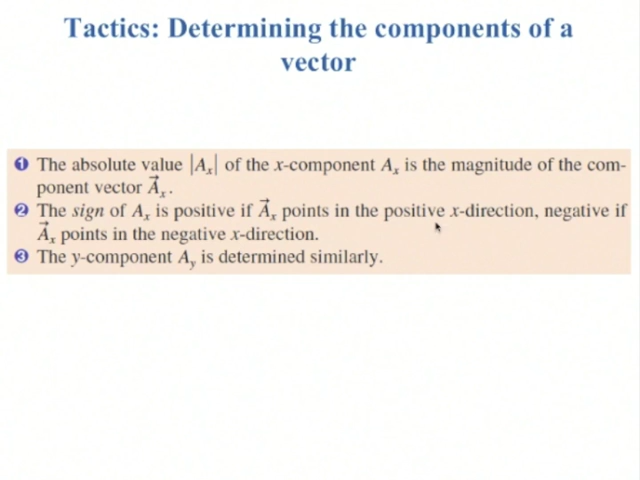 Tactics: Determining the components of a
vector
❶ The absolute value |Aₓ| of the x-component Aₓ is the magnitude of the com-
ponent vector A⃗ₓ.
❷ The sign of Aₓ is positive if A⃗ₓ points in the positive x-direction, negative if
A⃗ₓ points in the negative x-direction.
❸ The y-component A_y is determined similarly.